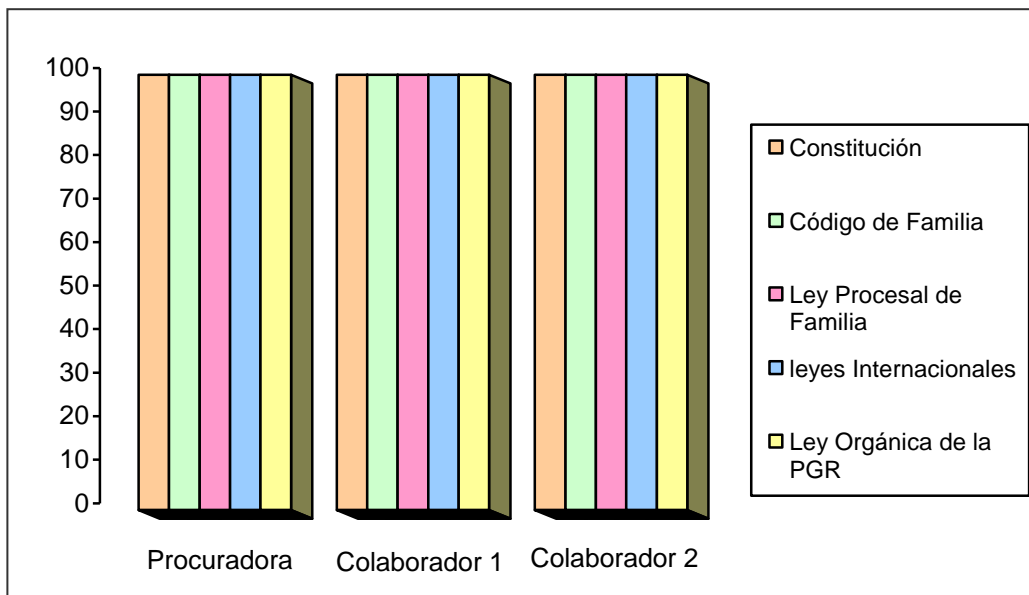 100
90
80
70
60
50
40
30
20
10
0
Procuradora
Colaborador 1
Colaborador 2
Constitución
Código de Familia
Ley Procesal de
Familia
leyes Internacionales
Ley Orgánica de la
PGR